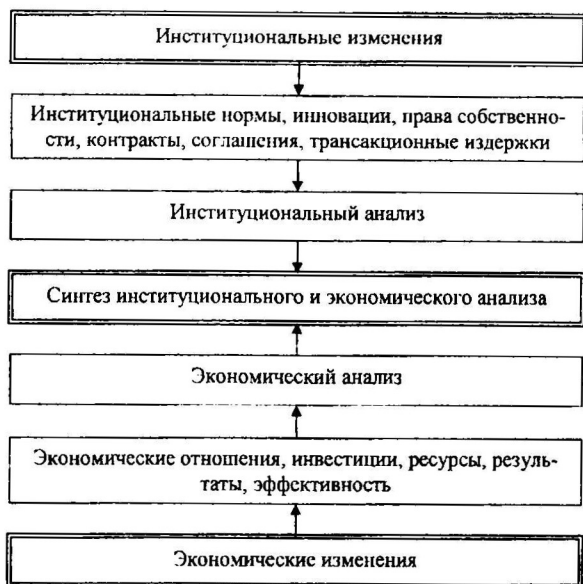 Институциональные изменения
Институциональные нормы, инновации, права собственно-
сти, контракты, соглашения, трансакционные издержки
Институциональный анализ
Синтез институционального и экономического анализа
Экономический анализ
Экономические отношения, инвестиции, ресурсы, резуль-
таты, эффективность
Экономические изменения